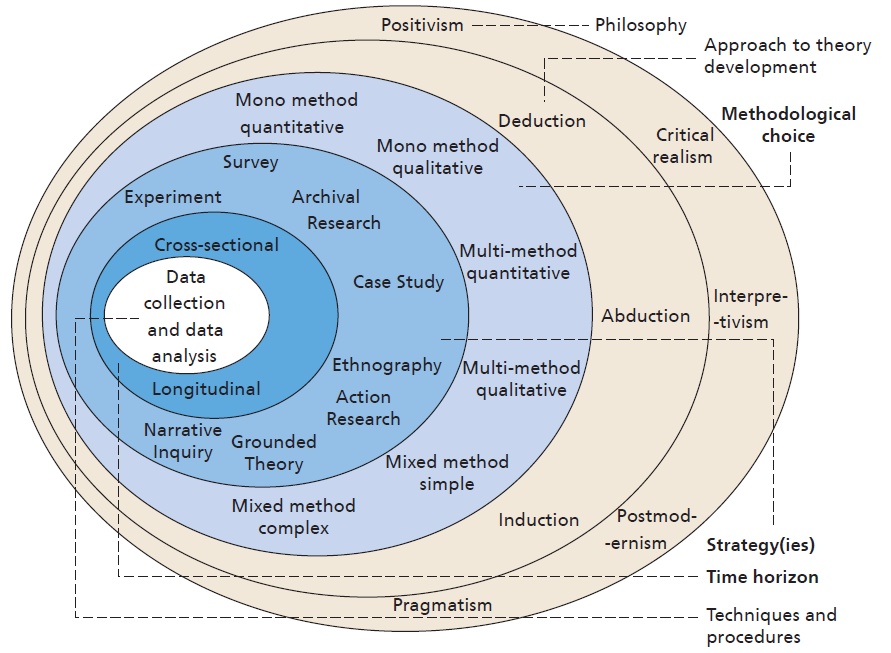 Positivism
Philosophy
Approach to theory
development
Mono method
quantitative
Deduction
Methodological
choice
Mono method
qualitative
Critical
realism
Survey
Experiment
Archival
Research
Cross-sectional
Multi-method
quantitative
Data
collection
and data
analysis
Case Study
Interpre-
-tivism
Abduction
Ethnography
Multi-method
qualitative
Longitudinal
Action
Research
Narrative
Inquiry
Grounded
Theory
Mixed method
simple
Mixed method
complex
Induction
Postmod-
-ernism
Strategy(ies)
Time horizon
Pragmatism
Techniques and
procedures